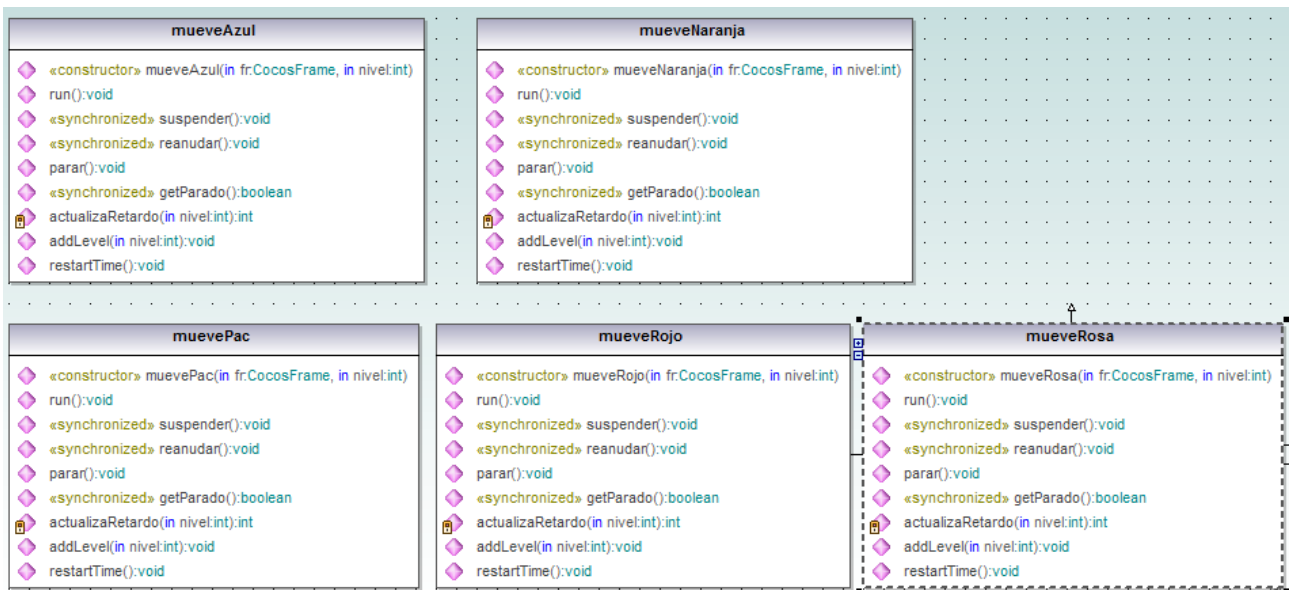 mueveAzul
«constructor» mueveAzul(in fr:CocosFrame, in nivel:int)
run():void
«synchronized» suspender():void
«synchronized» reanudar():void
parar():void
«synchronized» getParado():boolean
actualizaRetardo(in nivel:int):int
addLevel(in nivel:int):void
restartTime():void
mueveNaranja
«constructor» mueveNaranja(in fr:CocosFrame, in nivel:int)
run():void
«synchronized» suspender():void
«synchronized» reanudar():void
parar():void
«synchronized» getParado():boolean
actualizaRetardo(in nivel:int):int
addLevel(in nivel:int):void
restartTime():void
muevePac
«constructor» muevePac(in fr:CocosFrame, in nivel:int)
run():void
«synchronized» suspender():void
«synchronized» reanudar():void
parar():void
«synchronized» getParado():boolean
actualizaRetardo(in nivel:int):int
addLevel(in nivel:int):void
restartTime():void
mueveRojo
«constructor» mueveRojo(in fr:CocosFrame, in nivel:int)
run():void
«synchronized» suspender():void
«synchronized» reanudar():void
parar():void
«synchronized» getParado():boolean
actualizaRetardo(in nivel:int):int
addLevel(in nivel:int):void
restartTime():void
mueveRosa
«constructor» mueveRosa(in fr:CocosFrame, in nivel:int)
run():void
«synchronized» suspender():void
«synchronized» reanudar():void
parar():void
«synchronized» getParado():boolean
actualizaRetardo(in nivel:int):int
addLevel(in nivel:int):void
restartTime():void